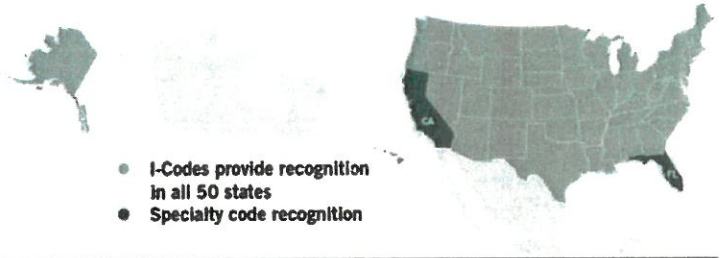 CA
FL
I-Codes provide recognition
in all 50 states
Specialty code recognition